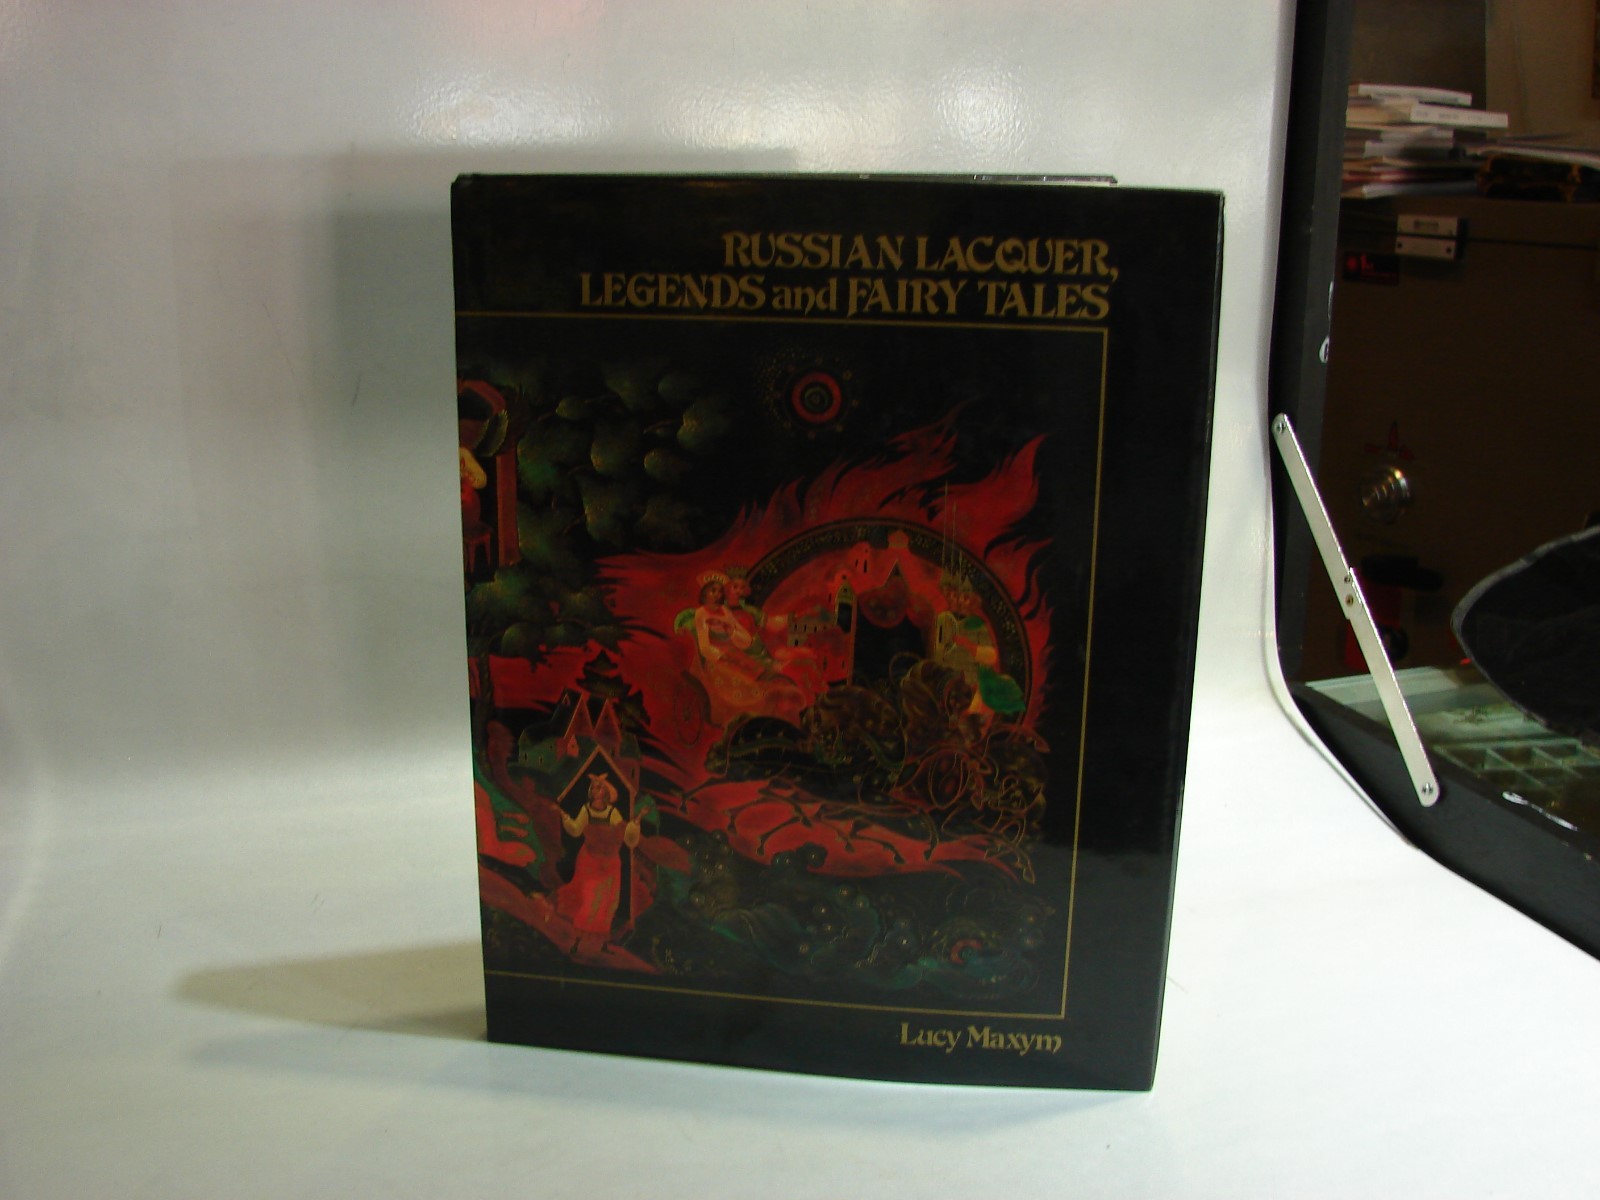 RUSSIAN LACQUER,
LEGENDS and FAIRY TALES
Lucy Maxym